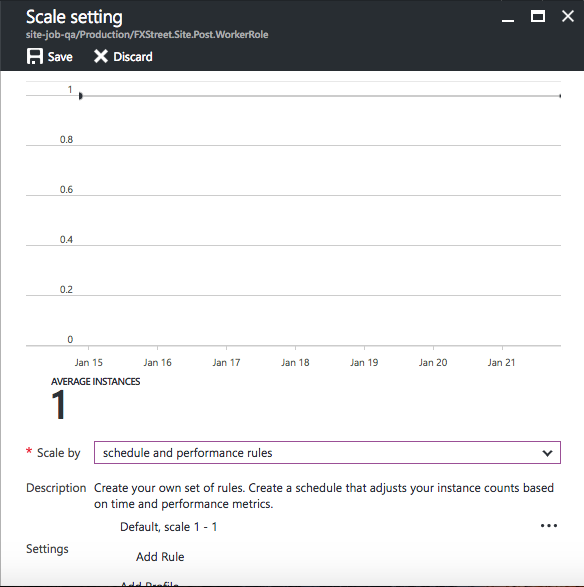 Scale setting
site-job-qa/Production/FXStreet.Site.Post.WorkerRole
Save Discard
1
0.8
0.6
0.4
0.2
0
Jan 15 Jan 16 Jan 17 Jan 18 Jan 19 Jan 20 Jan 21
AVERAGE INSTANCES
1
* Scale by schedule and performance rules
Description Create your own set of rules. Create a schedule that adjusts your instance counts based
on time and performance metrics.
Default, scale 1 - 1 ...
Settings
Add Rule
Add Profile